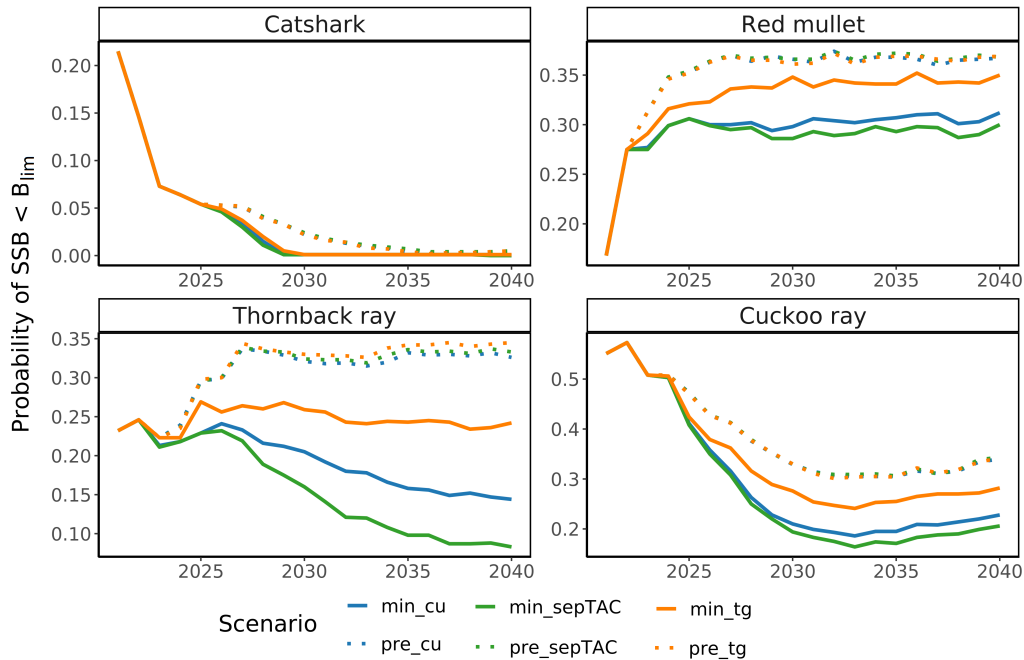 Catshark
Red mullet
0.20
0.15
0.10
0.05
0.00
2025 2030 2035 2040
0.35
0.30
0.25
0.20
2025 2030 2035 2040
Probability of SSB < Blim
Thornback ray
Cuckoo ray
0.35
0.30
0.25
0.20
0.15
0.10
2025 2030 2035 2040
0.5
0.4
0.3
0.2
2025 2030 2035 2040
Scenario
min_cu min_sepTAC min_tg
pre_cu pre_sepTAC pre_tg